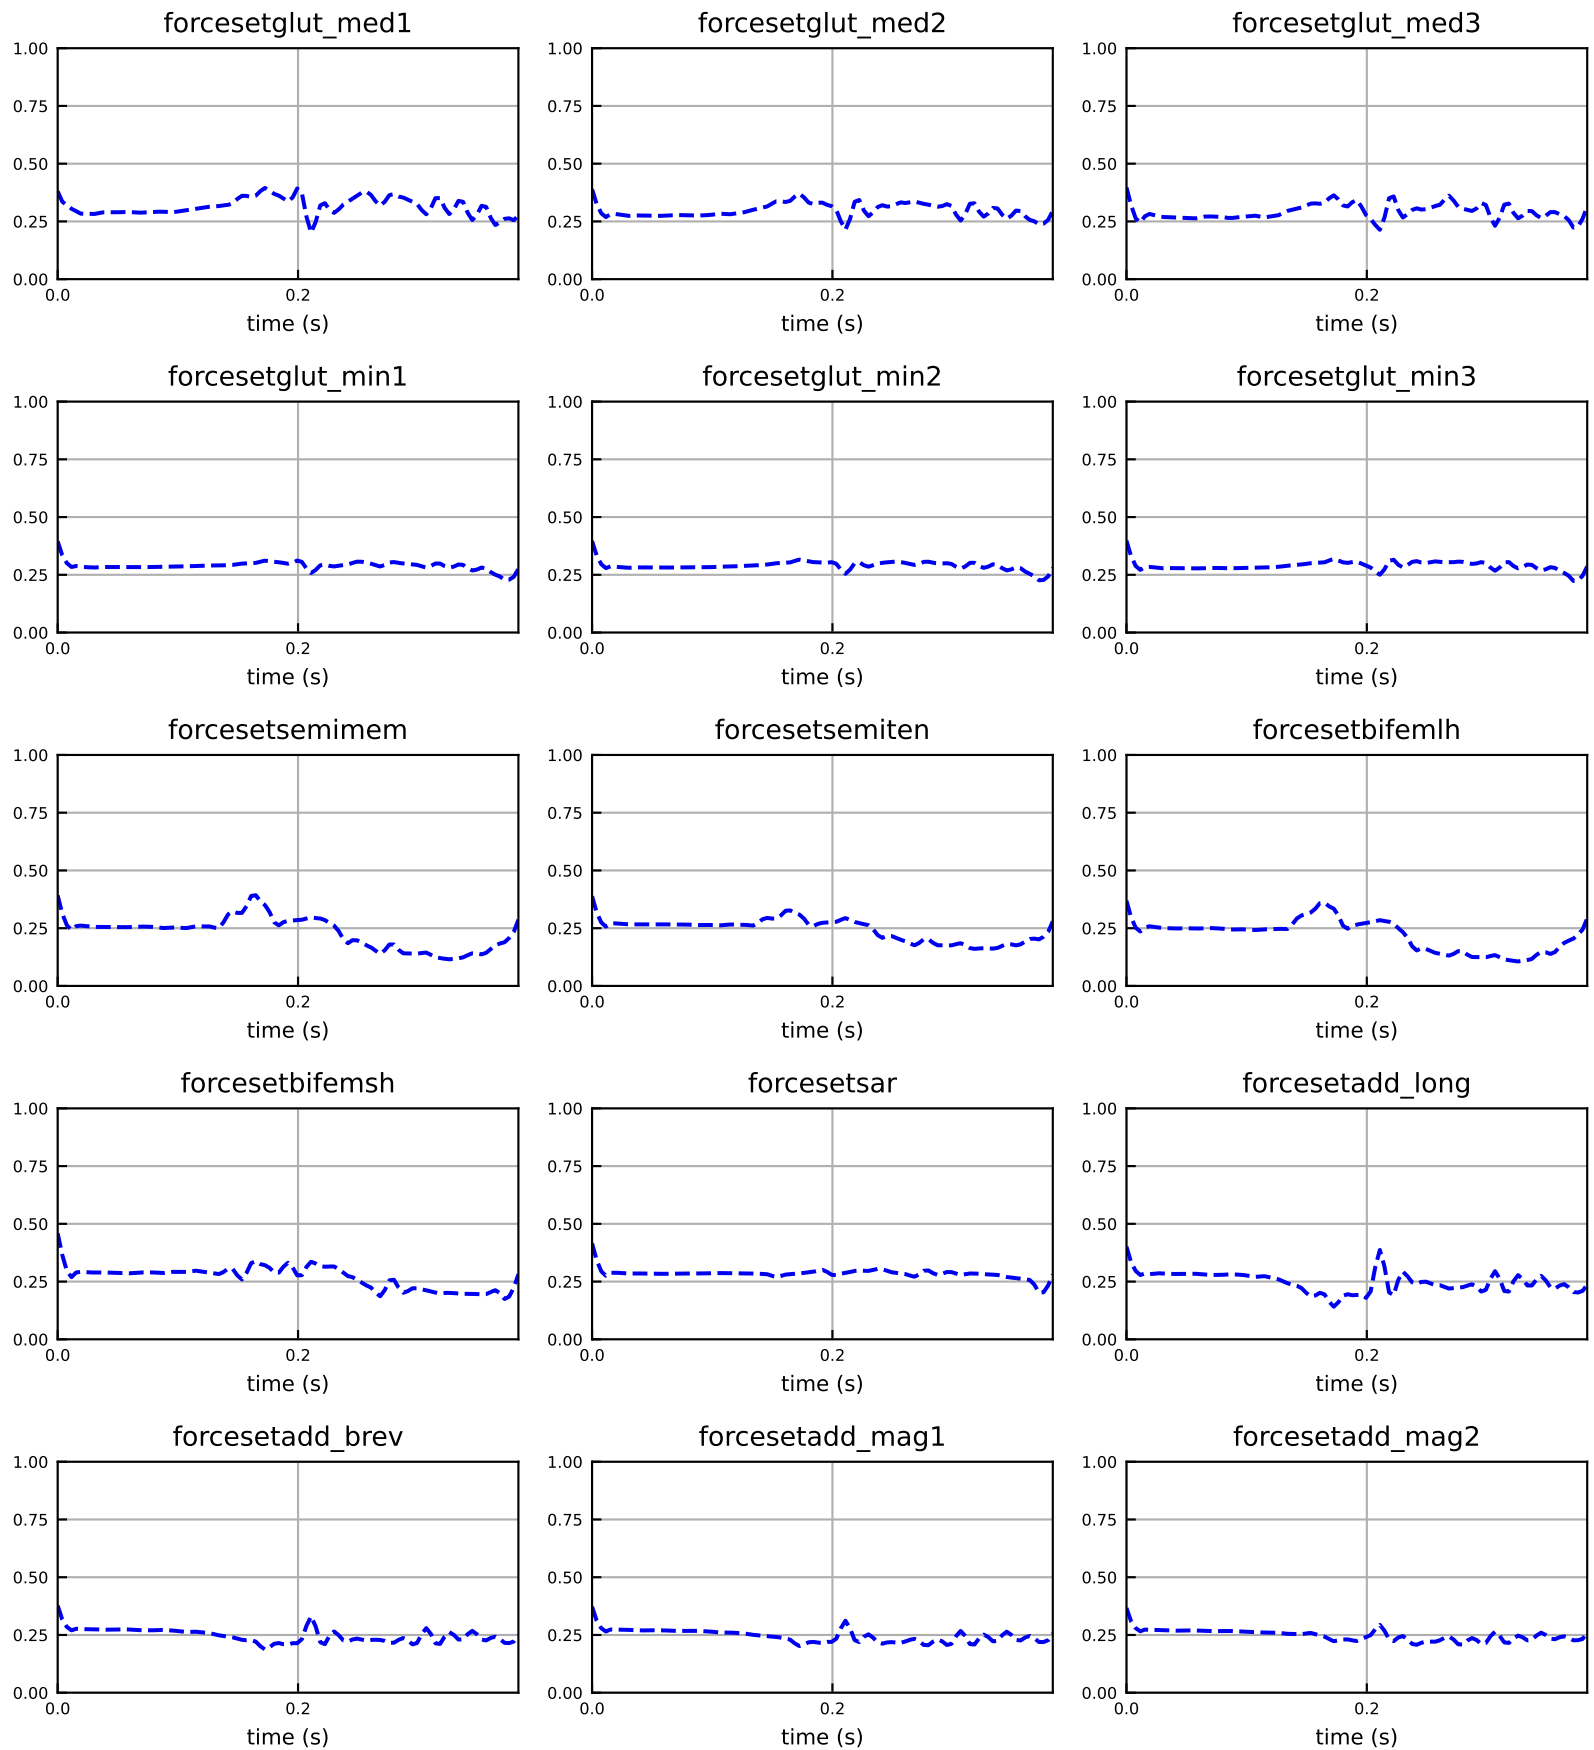 forcesetglut_med1 forcesetglut_med2 forcesetglut_med3
1.00 1.00 1.00
0.75 0.75 0.75
0.50 0.50 0.50
0.25 0.25 0.25
0.00 0.00 0.00
0.0 0.2 0.0 0.2 0.0 0.2
time (s) time (s) time (s)
forcesetglut_min1 forcesetglut_min2 forcesetglut_min3
1.00 1.00 1.00
0.75 0.75 0.75
0.50 0.50 0.50
0.25 0.25 0.25
0.00 0.00 0.00
0.0 0.2 0.0 0.2 0.0 0.2
time (s) time (s) time (s)
forcesetsemimem forcesetsemiten forcesetbifemlh
1.00 1.00 1.00
0.75 0.75 0.75
0.50 0.50 0.50
0.25 0.25 0.25
0.00 0.00 0.00
0.0 0.2 0.0 0.2 0.0 0.2
time (s) time (s) time (s)
forcesetbifemsh forcesetsar forcesetadd_long
1.00 1.00 1.00
0.75 0.75 0.75
0.50 0.50 0.50
0.25 0.25 0.25
0.00 0.00 0.00
0.0 0.2 0.0 0.2 0.0 0.2
time (s) time (s) time (s)
forcesetadd_brev forcesetadd_mag1 forcesetadd_mag2
1.00 1.00 1.00
0.75 0.75 0.75
0.50 0.50 0.50
0.25 0.25 0.25
0.00 0.00 0.00
0.0 0.2 0.0 0.2 0.0 0.2
time (s) time (s) time (s)